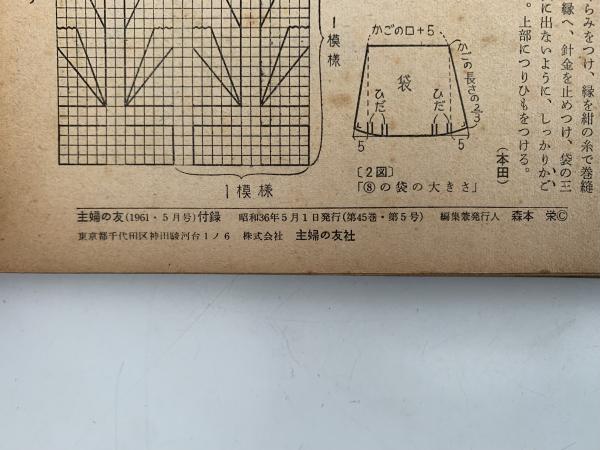 らみをつけ、縁を紺の糸で巻縫
縁へ、針金を止めつけ、袋の三
に出ないように、しっかりかご
。上部につりひもをつける。
(本田)
1模様
1模様
かごの口+5
かごの長さの2/3
袋
ひだ
ひだ
5
5
〔2図〕
「⑧の袋の大きさ」
主婦の友(1961・5月号)付録 昭和36年5月1日発行(第45巻・第5号) 編集兼発行人 森本 栄©
東京都千代田区神田駿河台1ノ6 株式会社 主婦の友社